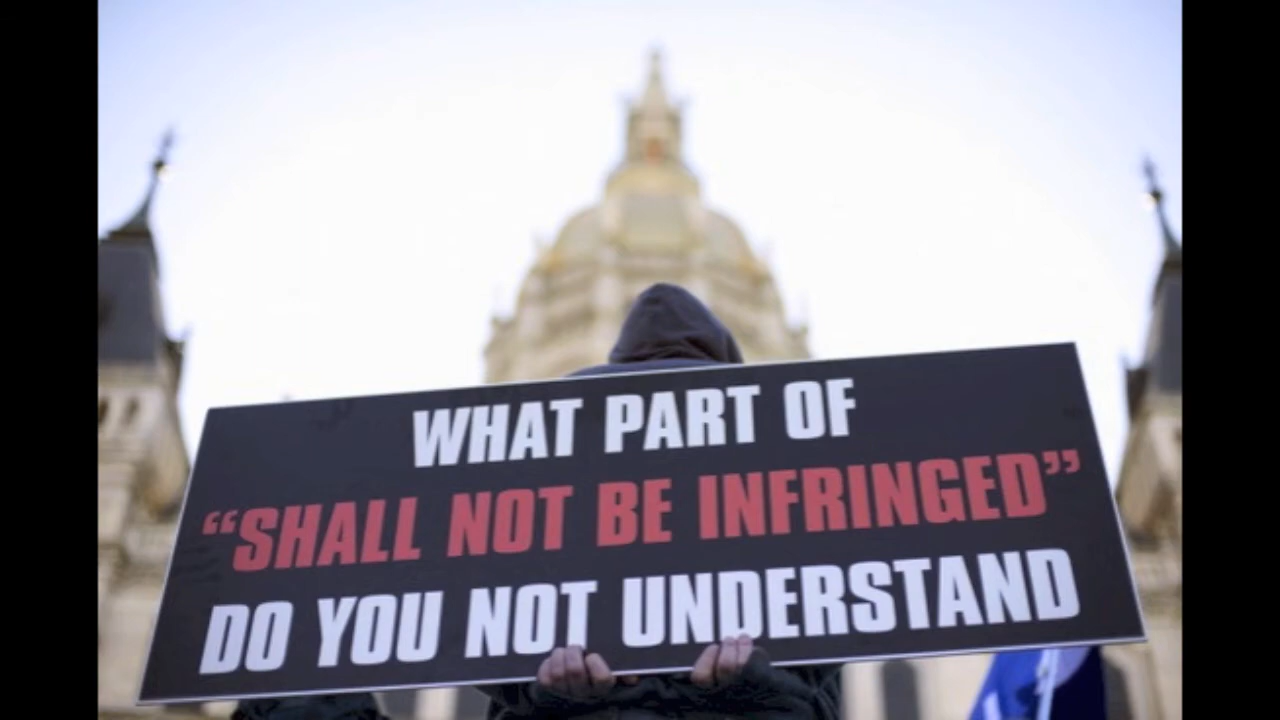 WHAT PART OF
“SHALL NOT BE INFRINGED”
DO YOU NOT UNDERSTAND